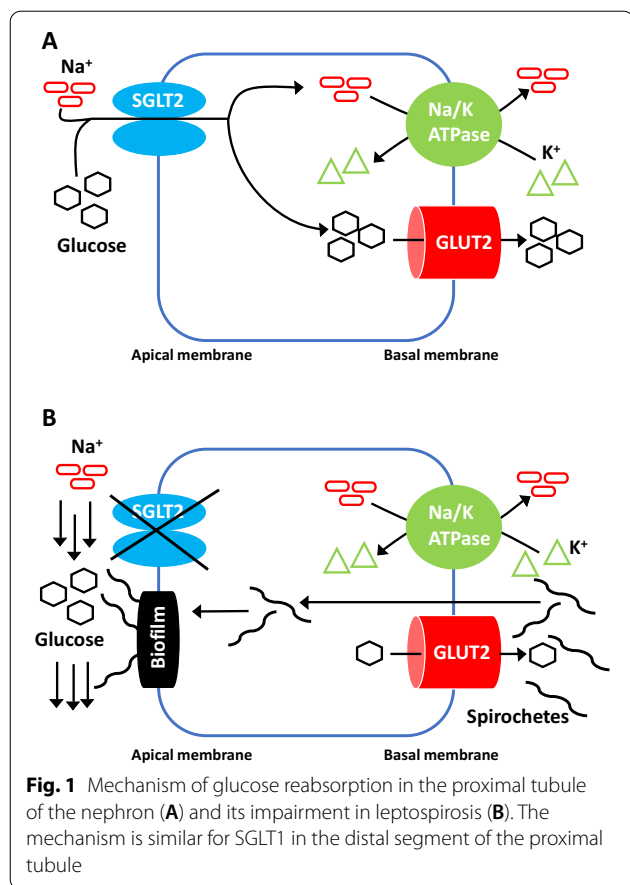 A
Na⁺
SGLT2
Na/K
ATPase
K⁺
Glucose
GLUT2
Apical membrane
Basal membrane
B
Na⁺
SGLT2
Na/K
ATPase
K⁺
Glucose
Biofilm
GLUT2
Spirochetes
Apical membrane
Basal membrane
Fig. 1 Mechanism of glucose reabsorption in the proximal tubule
of the nephron (A) and its impairment in leptospirosis (B). The
mechanism is similar for SGLT1 in the distal segment of the proximal
tubule